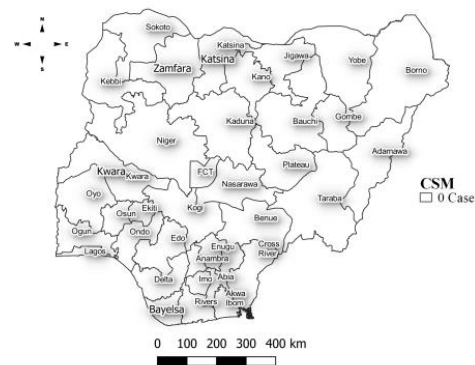 N
W E
S
Sokoto
Katsina
Katsina
Jigawa
Yobe
Borno
Zamfara
Kano
Kebbi
Kaduna
Bauchi
Gombe
Niger
Adamawa
Plateau
FCT
Kwara
Kwara
Nasarawa
CSM
0 Case
Oyo
Taraba
Kogi
Ekiti
Osun
Benue
Ogun
Ondo
Edo
Enugu
Cross
River
Lagos
Anambra
Delta
Imo
Abia
Bayelsa
Rivers
Akwa
Ibom
0 100 200 300 400 km